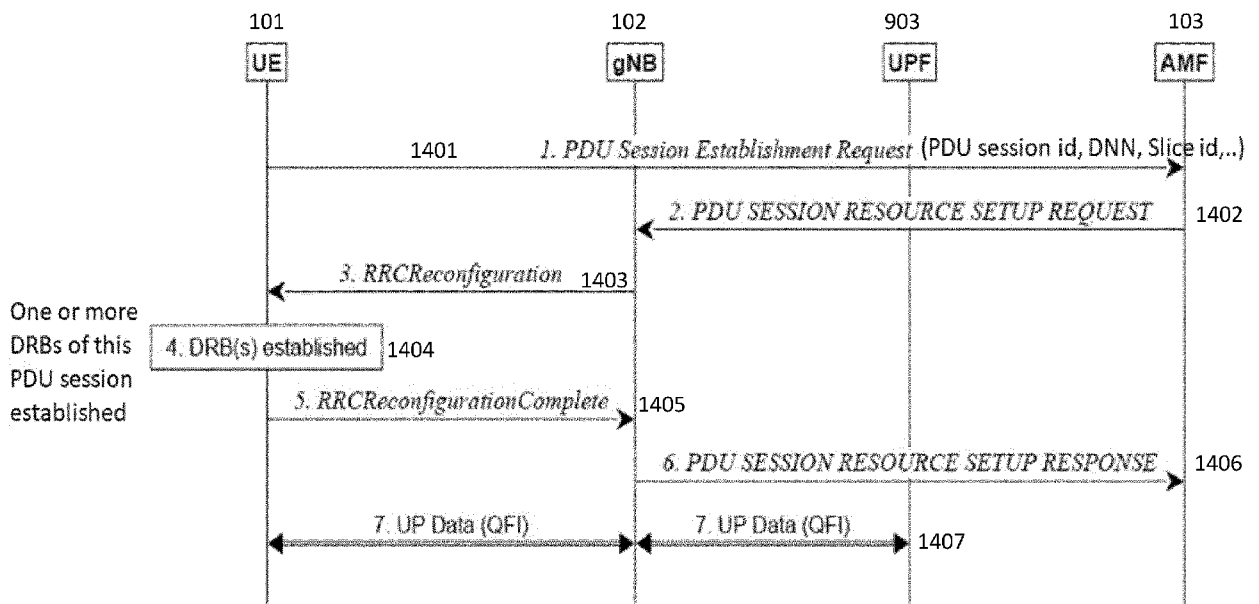 101 102 903 103
UE gNB UPF AMF
1401 1. PDU Session Establishment Request (PDU session id, DNN, Slice id,..)
2. PDU SESSION RESOURCE SETUP REQUEST 1402
3. RRCReconfiguration 1403
One or more
DRBs of this
PDU session
established
4. DRB(s) established 1404
5. RRCReconfigurationComplete 1405
6. PDU SESSION RESOURCE SETUP RESPONSE 1406
7. UP Data (QFI) 7. UP Data (QFI) 1407